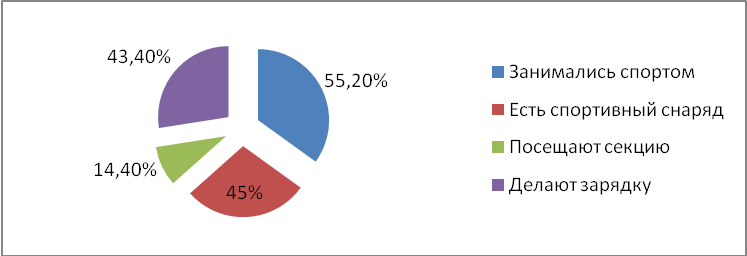 43,40%
55,20%
14,40%
45%
Занимались спортом
Есть спортивный снаряд
Посещают секцию
Делают зарядку